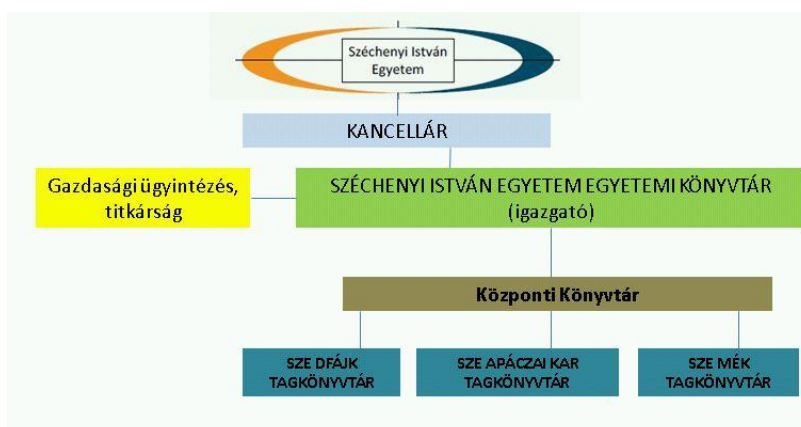 Széchenyi István
Egyetem
KANCELLÁR
Gazdasági ügyintézés,
titkárság
SZÉCHENYI ISTVÁN EGYETEM EGYETEMI KÖNYVTÁR
(igazgató)
Központi Könyvtár
SZE DFÁJK
TAGKÖNYVTÁR
SZE APÁCZAI KAR
TAGKÖNYVTÁR
SZE MÉK
TAGKÖNYVTÁR